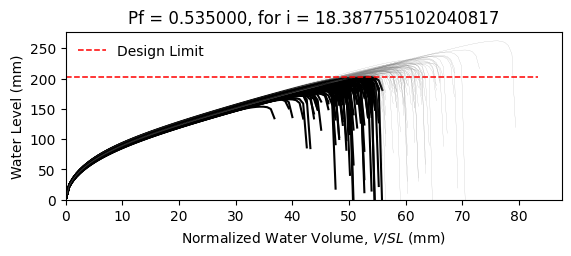 Pf = 0.535000, for i = 18.387755102040817
Design Limit
Water Level (mm)
250
200
150
100
50
0
0 10 20 30 40 50 60 70 80
Normalized Water Volume, V/SL (mm)